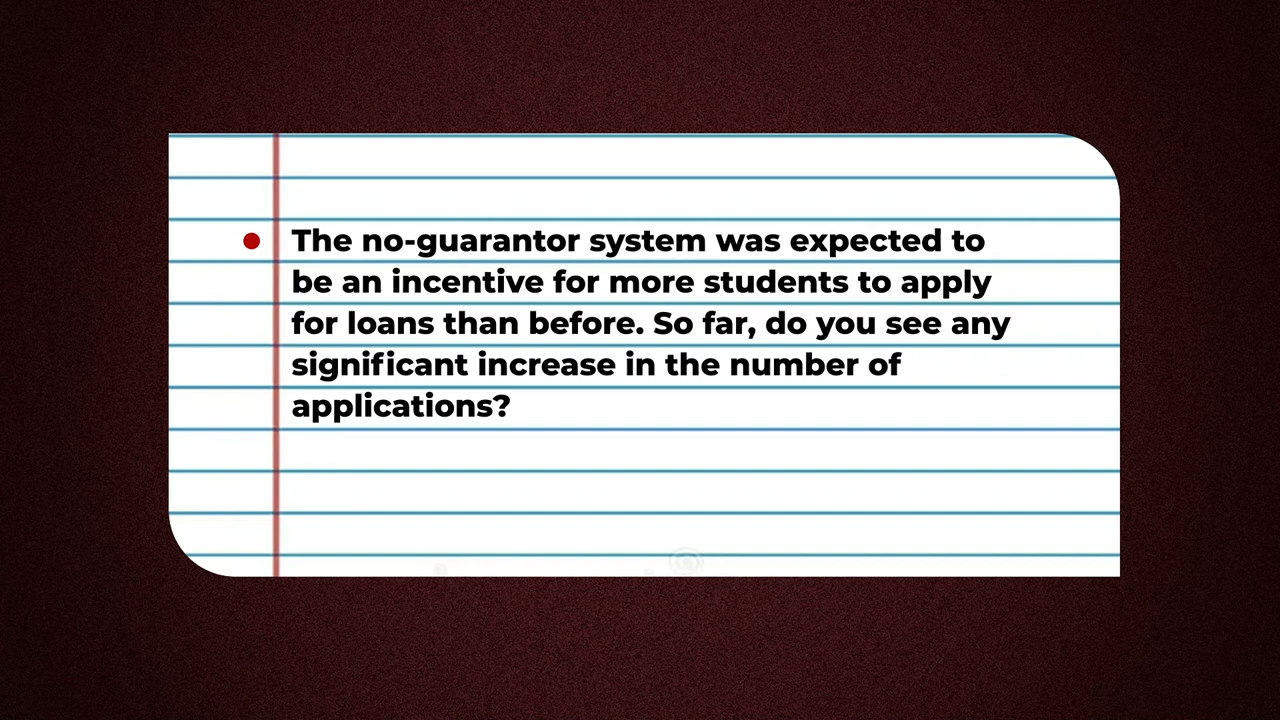 The no-guarantor system was expected to
be an incentive for more students to apply
for loans than before. So far, do you see any
significant increase in the number of
applications?